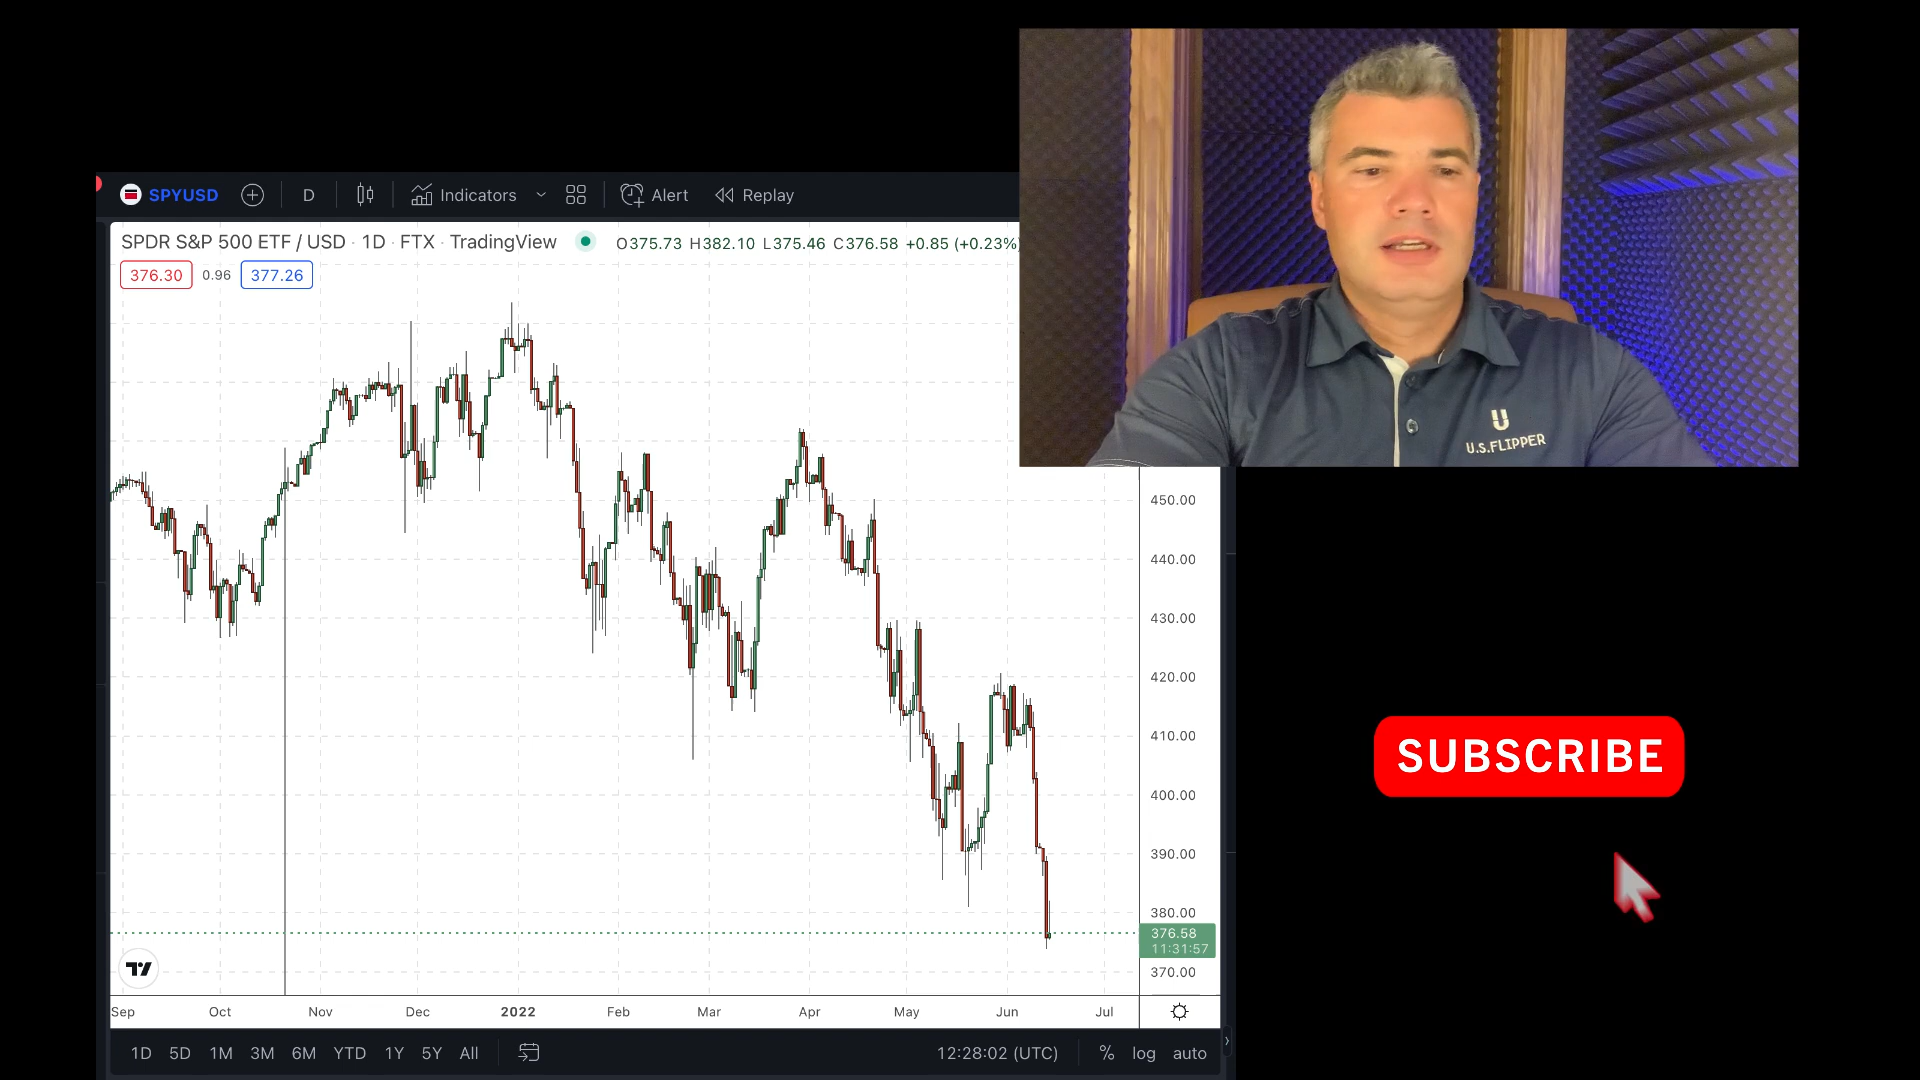 SPYUSD D Indicators Alert Replay
SPDR S&P 500 ETF / USD · 1D · FTX · TradingView O375.73 H382.10 L375.46 C376.58 +0.85 (+0.23%)
376.30 0.96 377.26
U
U.S.FLIPPER
450.00
440.00
430.00
420.00
410.00
400.00
390.00
380.00
376.58
11:31:57
370.00
SUBSCRIBE
Sep Oct Nov Dec 2022 Feb Mar Apr May Jun Jul
1D 5D 1M 3M 6M YTD 1Y 5Y All 12:28:02 (UTC) % log auto